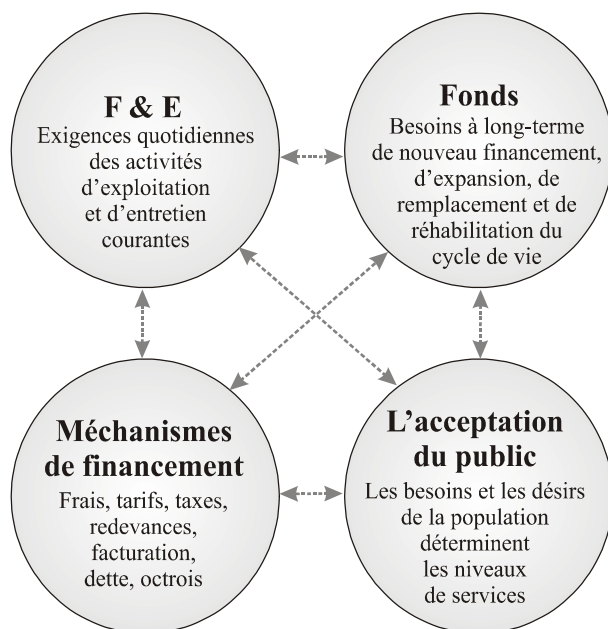 F & E
Exigences quotidiennes
des activités
d'exploitation
et d'entretien
courantes
Fonds
Besoins à long-terme
de nouveau financement,
d'expansion, de
remplacement et de
réhabilitation du
cycle de vie
Méchanismes
de financement
Frais, tarifs, taxes,
redevances,
facturation,
dette, octrois
L'acceptation
du public
Les besoins et les désirs
de la population
déterminent
les niveaux
de services